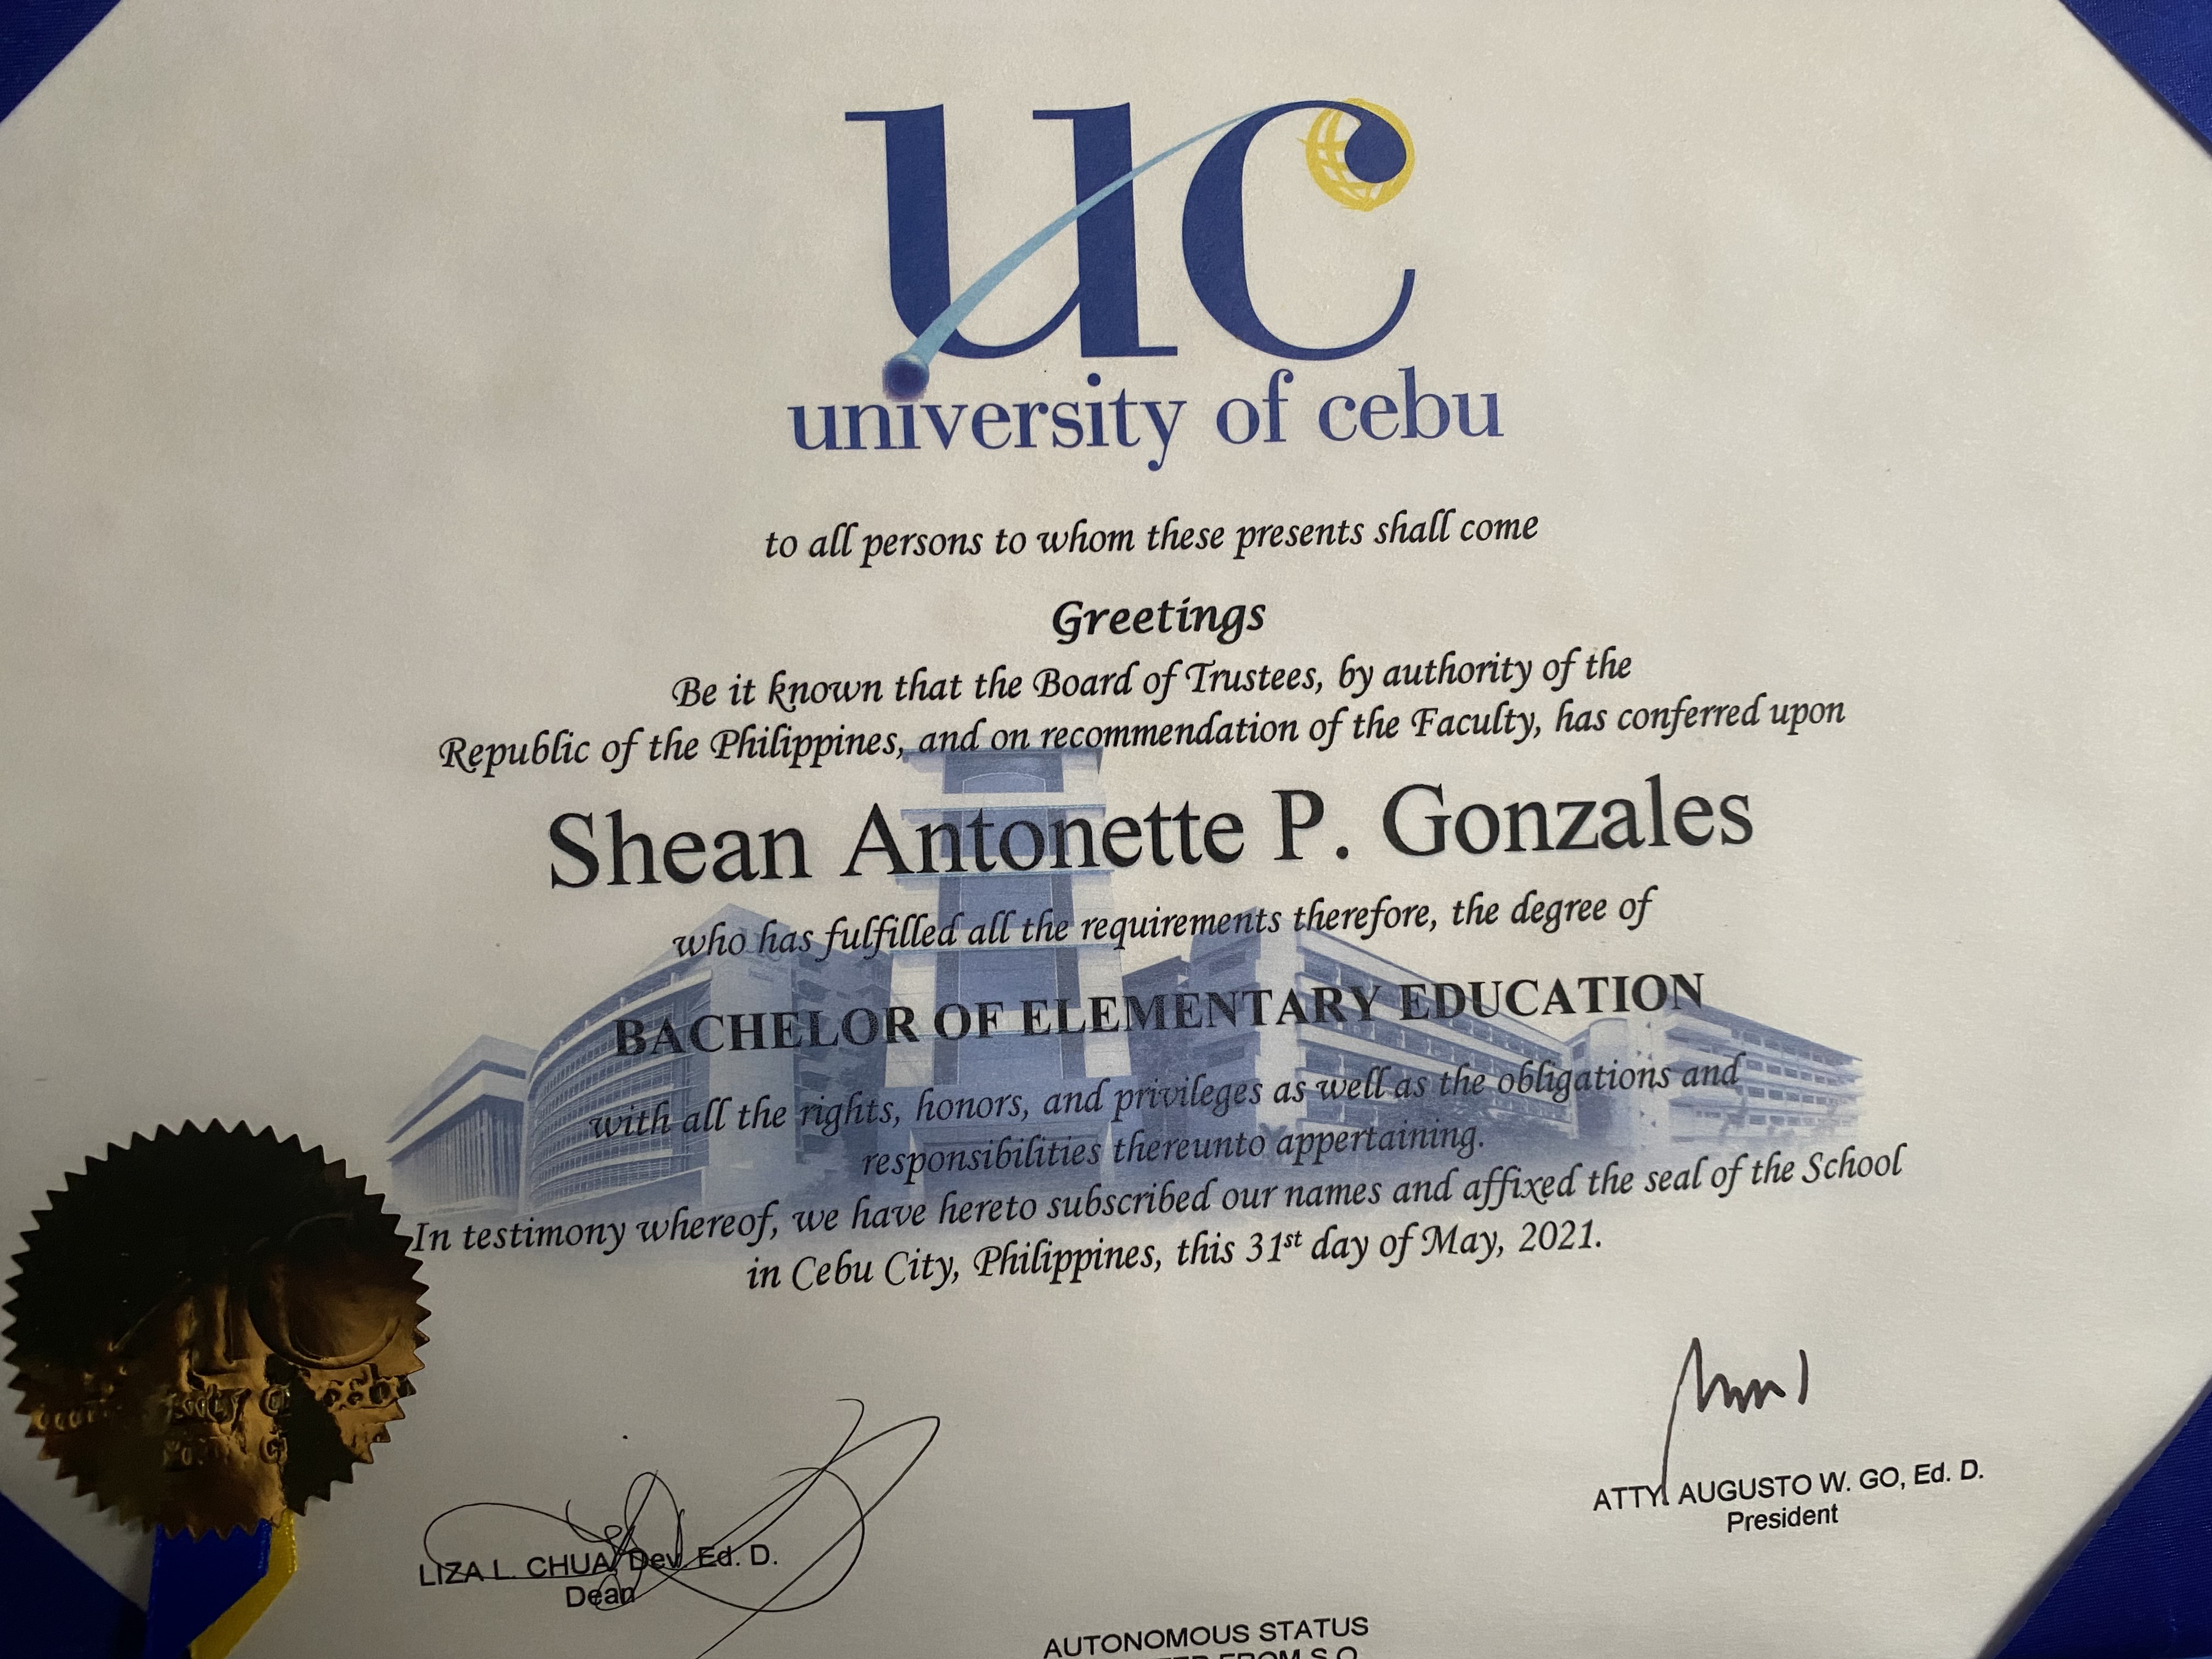 uc
university of cebu
to all persons to whom these presents shall come
Greetings
Be it known that the Board of Trustees, by authority of the
Republic of the Philippines, and on recommendation of the Faculty, has conferred upon
Shean Antonette P. Gonzales
who has fulfilled all the requirements therefore, the degree of
BACHELOR OF ELEMENTARY EDUCATION
with all the rights, honors, and privileges as well as the obligations and
responsibilities thereunto appertaining.
In testimony whereof, we have hereto subscribed our names and affixed the seal of the School
in Cebu City, Philippines, this 31st day of May, 2021.
LIZA L. CHUA, Dev. Ed. D.
Dean
ATTY. AUGUSTO W. GO, Ed. D.
President
AUTONOMOUS STATUS
FROM S.O.